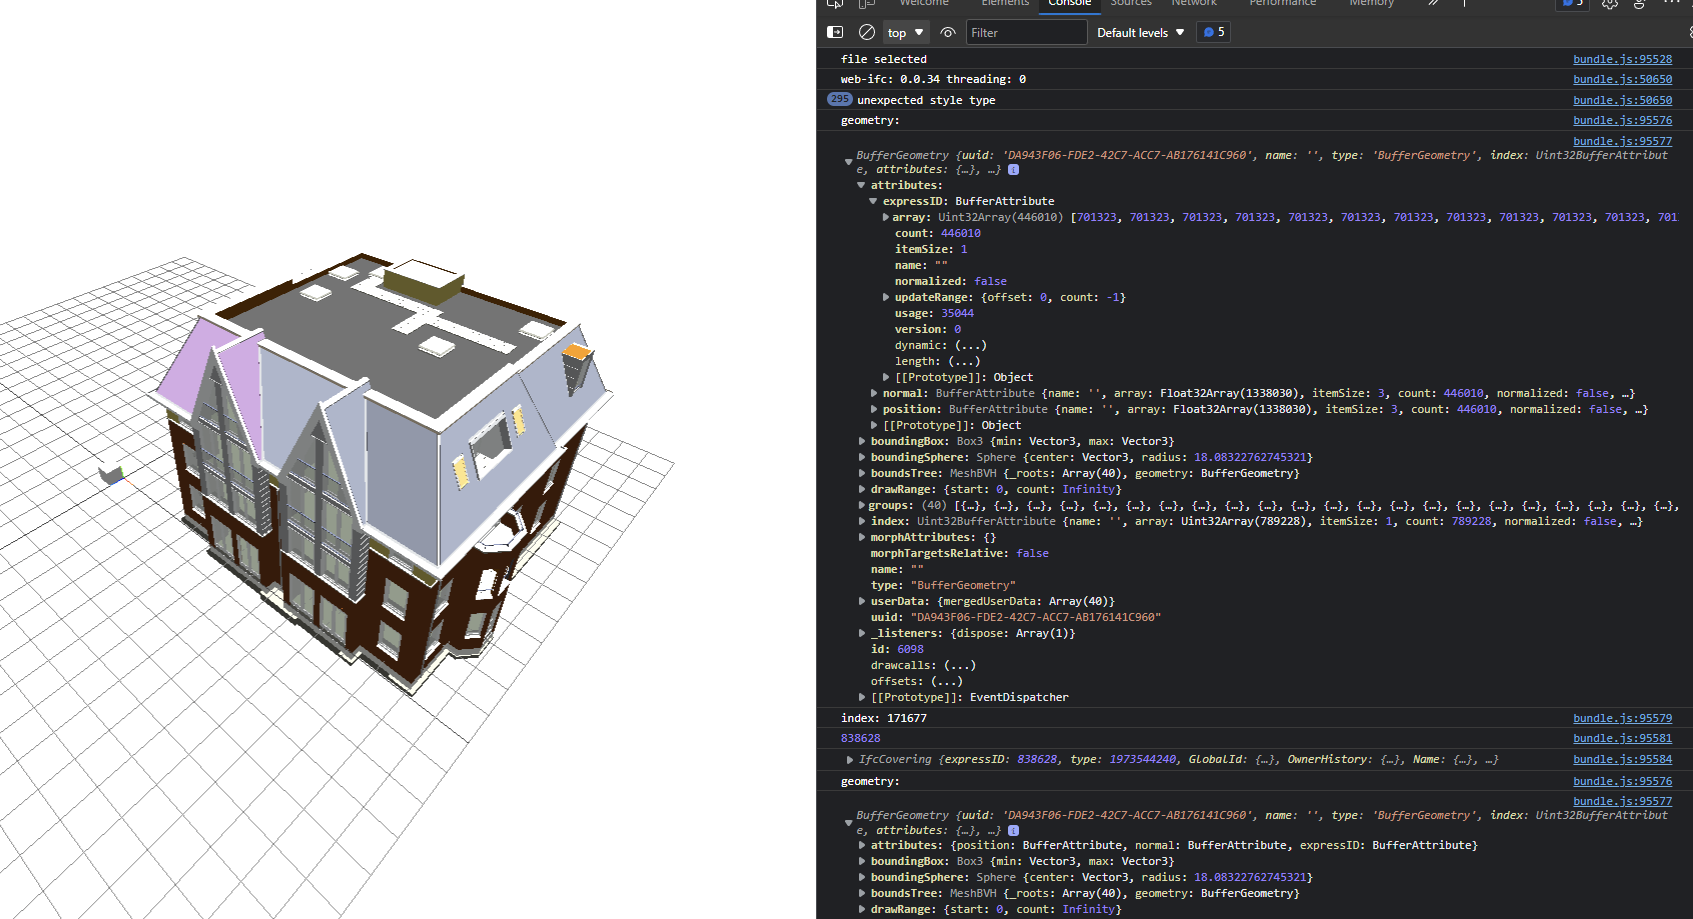 Welcome Elements Console Sources Network Performance Memory 5
top Filter Default levels 5
file selected bundle.js:95528
web-ifc: 0.0.34 threading: 0 bundle.js:50650
295 unexpected style type bundle.js:50650
geometry: bundle.js:95576
bundle.js:95577
BufferGeometry {uuid: 'DA943F06-FDE2-42C7-ACC7-AB176141C960', name: '', type: 'BufferGeometry', index: Uint32BufferAttribut
e, attributes: {…}, …}
attributes:
expressID: BufferAttribute
array: Uint32Array(446010) [701323, 701323, 701323, 701323, 701323, 701323, 701323, 701323, 701323, 701323, 701323, 701
count: 446010
itemSize: 1
name: ""
normalized: false
updateRange: {offset: 0, count: -1}
usage: 35044
version: 0
dynamic: (...)
length: (...)
[[Prototype]]: Object
normal: BufferAttribute {name: '', array: Float32Array(1338030), itemSize: 3, count: 446010, normalized: false, …}
position: BufferAttribute {name: '', array: Float32Array(1338030), itemSize: 3, count: 446010, normalized: false, …}
[[Prototype]]: Object
boundingBox: Box3 {min: Vector3, max: Vector3}
boundingSphere: Sphere {center: Vector3, radius: 18.08322762745321}
boundsTree: MeshBVH {_roots: Array(40), geometry: BufferGeometry}
drawRange: {start: 0, count: Infinity}
groups: (40) [{…}, {…}, {…}, {…}, {…}, {…}, {…}, {…}, {…}, {…}, {…}, {…}, {…}, {…}, {…}, {…}, {…}, {…}, {…}, {…}, {…}, {…},
index: Uint32BufferAttribute {name: '', array: Uint32Array(789228), itemSize: 1, count: 789228, normalized: false, …}
morphAttributes: {}
morphTargetsRelative: false
name: ""
type: "BufferGeometry"
userData: {mergedUserData: Array(40)}
uuid: "DA943F06-FDE2-42C7-ACC7-AB176141C960"
_listeners: {dispose: Array(1)}
id: 6098
drawcalls: (...)
offsets: (...)
[[Prototype]]: EventDispatcher
index: 171677 bundle.js:95579
838628 bundle.js:95581
IfcCovering {expressID: 838628, type: 1973544240, GlobalId: {…}, OwnerHistory: {…}, Name: {…}, …} bundle.js:95584
geometry: bundle.js:95576
bundle.js:95577
BufferGeometry {uuid: 'DA943F06-FDE2-42C7-ACC7-AB176141C960', name: '', type: 'BufferGeometry', index: Uint32BufferAttribut
e, attributes: {…}, …}
attributes: {position: BufferAttribute, normal: BufferAttribute, expressID: BufferAttribute}
boundingBox: Box3 {min: Vector3, max: Vector3}
boundingSphere: Sphere {center: Vector3, radius: 18.08322762745321}
boundsTree: MeshBVH {_roots: Array(40), geometry: BufferGeometry}
drawRange: {start: 0, count: Infinity}